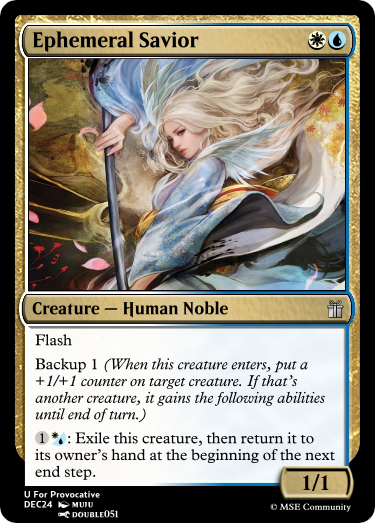 Ephemeral Savior
Creature — Human Noble
Flash
Backup 1 (When this creature enters, put a
+1/+1 counter on target creature. If that's
another creature, it gains the following abilities
until end of turn.)
1: Exile this creature, then return it to
its owner's hand at the beginning of the next
end step.
1/1
U For Provocative
DEC24 MUJU
DOUBLE051
© MSE Community